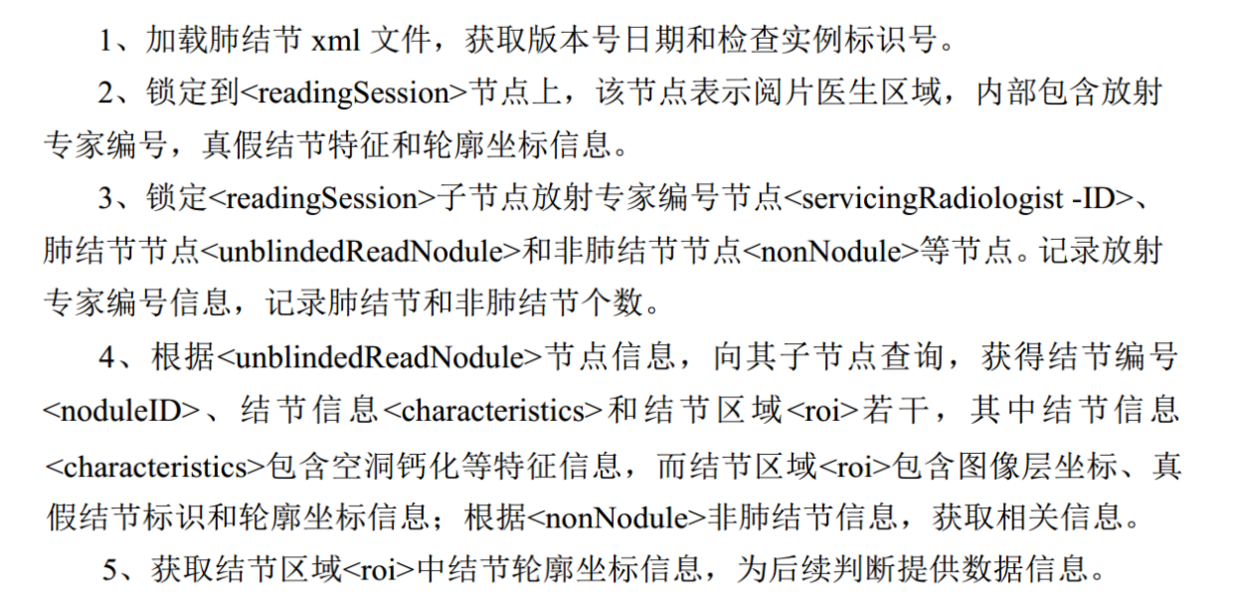 1、加载肺结节 xml 文件，获取版本号日期和检查实例标识号。
2、锁定到<readingSession>节点上，该节点表示阅片医生区域，内部包含放射
专家编号，真假结节特征和轮廓坐标信息。
3、锁定<readingSession>子节点放射专家编号节点<servicingRadiologist -ID>、
肺结节节点<unblindedReadNodule>和非肺结节节点<nonNodule>等节点。记录放射
专家编号信息，记录肺结节和非肺结节个数。
4、根据<unblindedReadNodule>节点信息，向其子节点查询，获得结节编号
<noduleID>、结节信息<characteristics>和结节区域<roi>若干，其中结节信息
<characteristics>包含空洞钙化等特征信息，而结节区域<roi>包含图像层坐标、真
假结节标识和轮廓坐标信息；根据<nonNodule>非肺结节信息，获取相关信息。
5、获取结节区域<roi>中结节轮廓坐标信息，为后续判断提供数据信息。